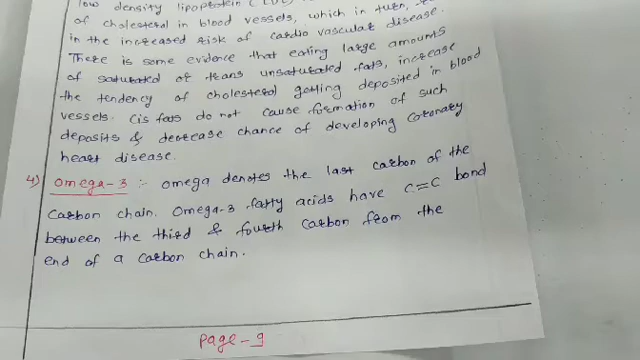 low density lipoprotein (LDL)
of cholesterol in blood vessels, which in turn,
in the increased risk of cardio vascular disease.
There is some evidence that eating large amounts
of saturated or trans unsaturated fats, increase
the tendency of cholesterol getting deposited in blood
vessels. Cis fats do not cause formation of such
deposits & decrease chance of developing coronary
heart disease.
4) Omega-3 :- omega denotes the last carbon of the
carbon chain. Omega-3 fatty acids have C=C bond
between the third & fourth carbon from the
end of a carbon chain.
Page-9